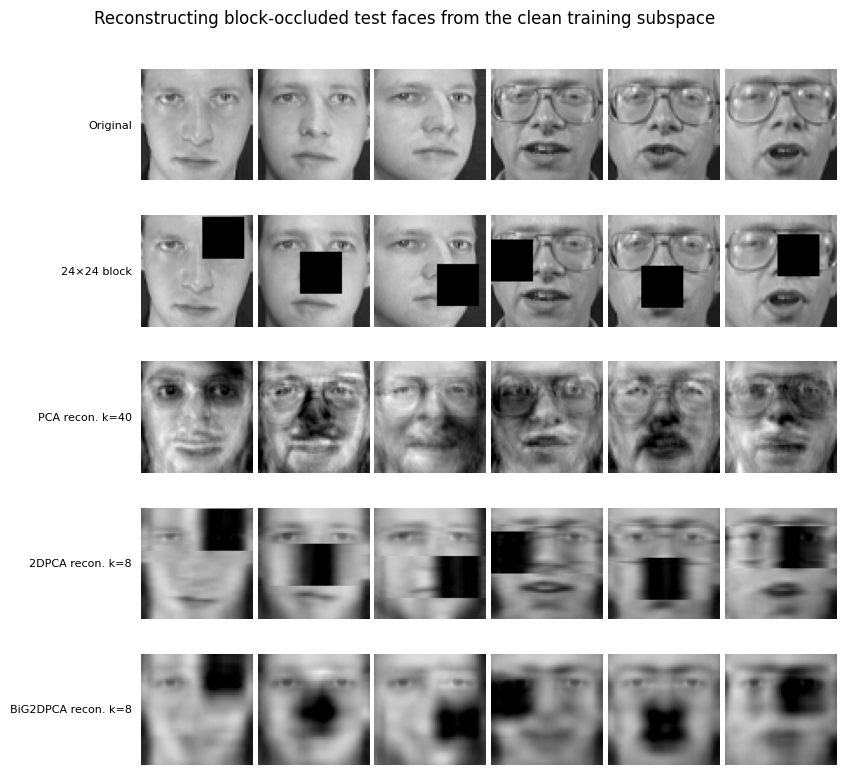 Reconstructing block-occluded test faces from the clean training subspace
Original
24×24 block
PCA recon. k=40
2DPCA recon. k=8
BiG2DPCA recon. k=8